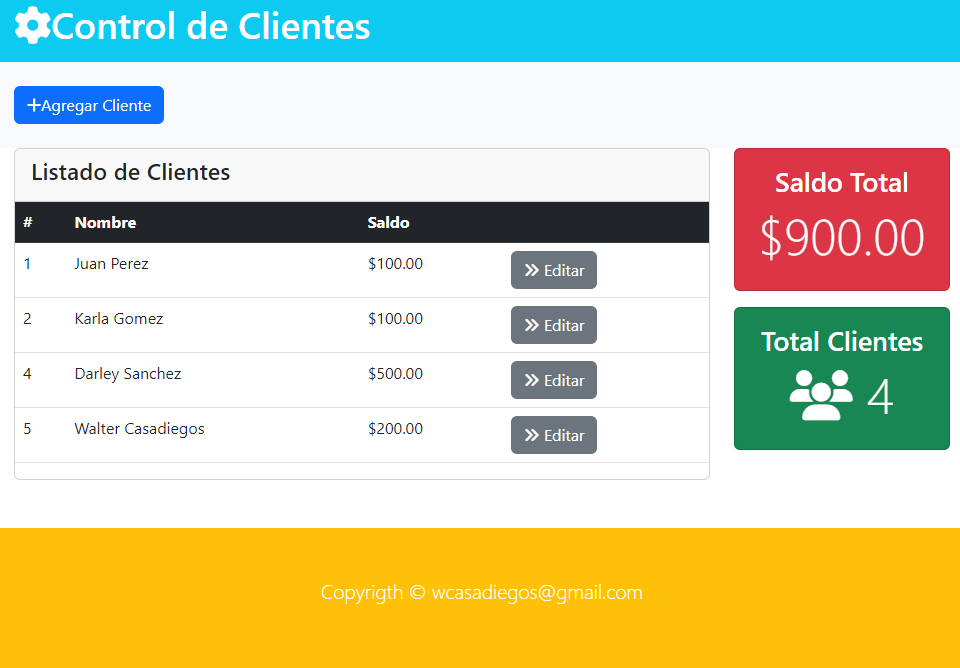 Control de Clientes
Agregar Cliente
Listado de Clientes
# Nombre Saldo
1 Juan Perez $100.00 Editar
2 Karla Gomez $100.00 Editar
4 Darley Sanchez $500.00 Editar
5 Walter Casadiegos $200.00 Editar
Saldo Total
$900.00
Total Clientes
4
Copyrigth © wcasadiegos@gmail.com